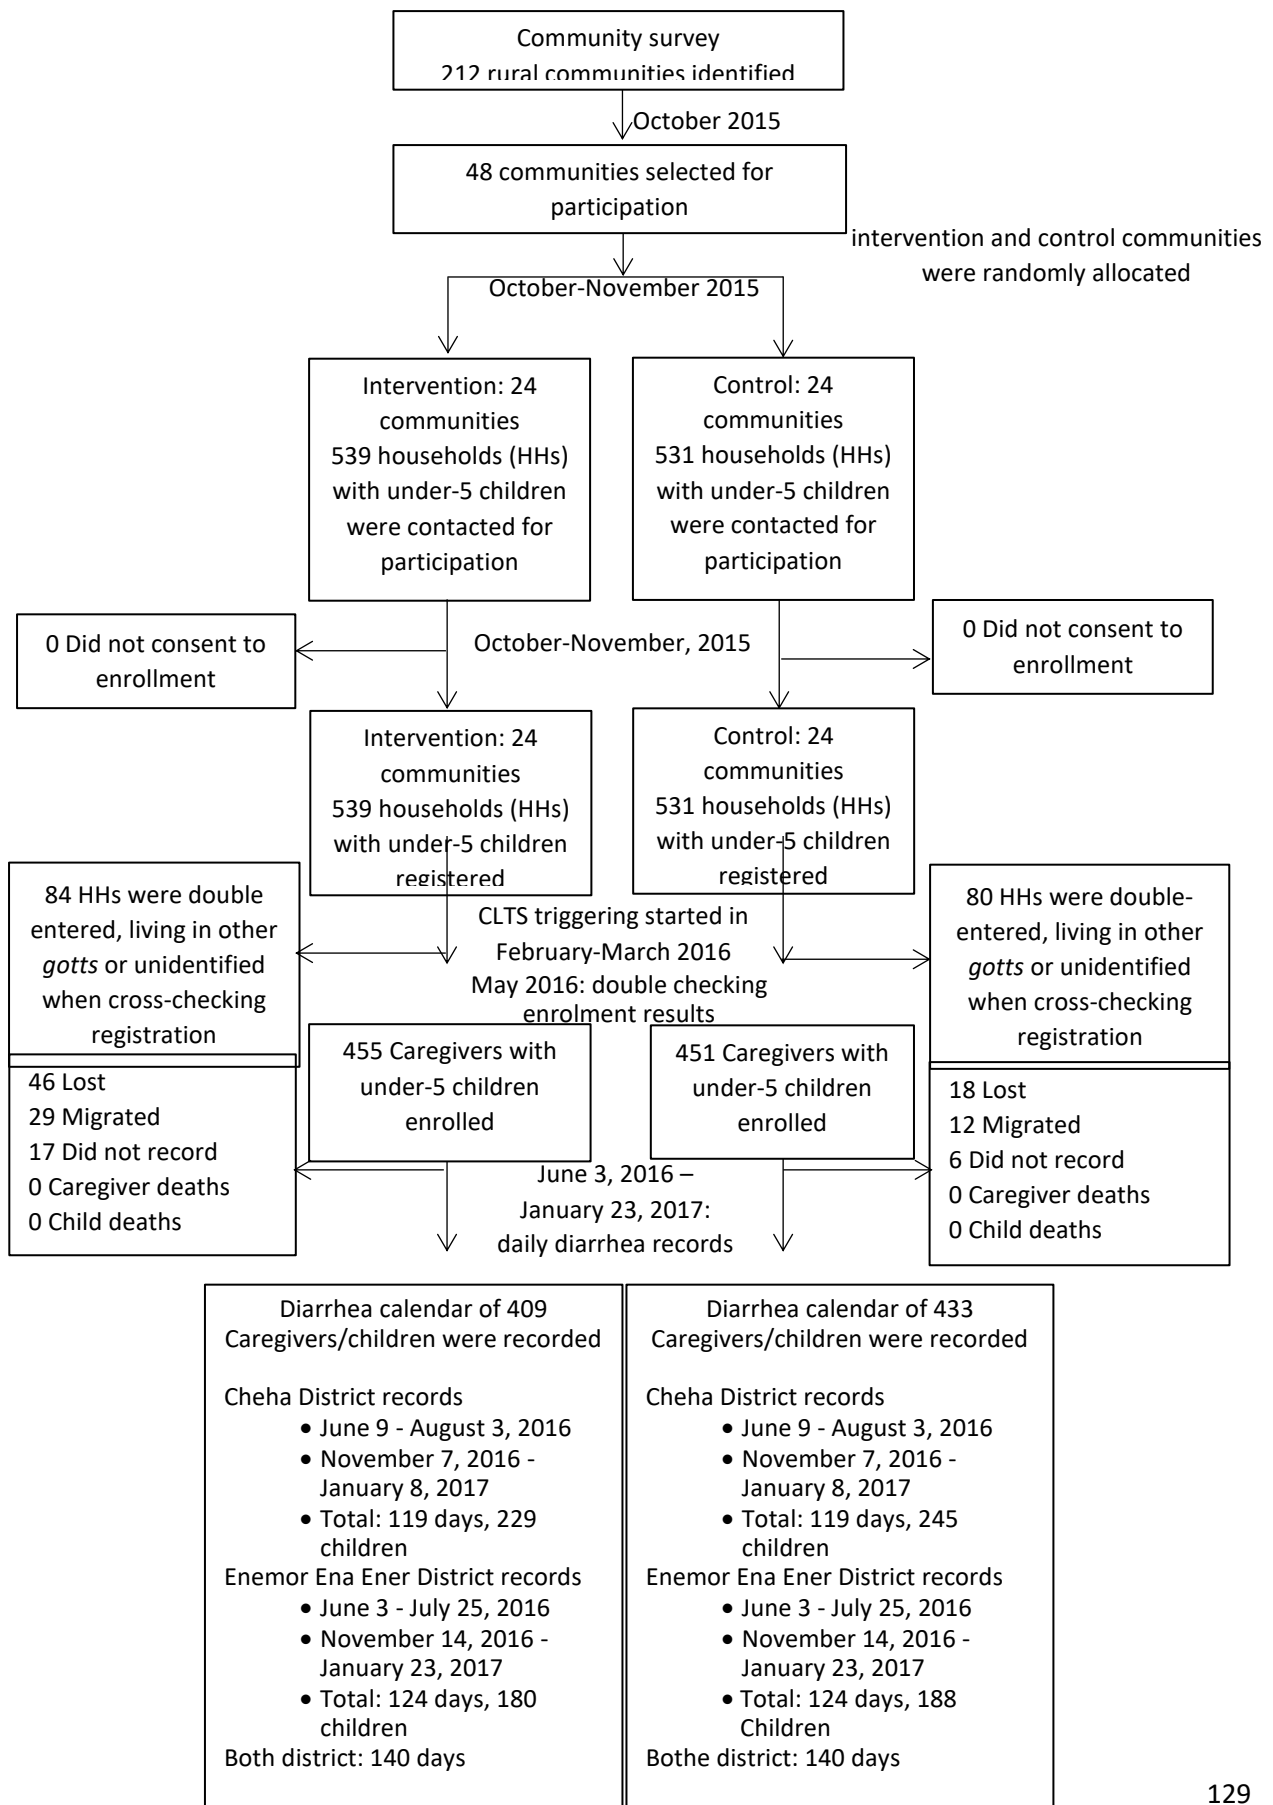 Community survey
212 rural communities identified
October 2015
48 communities selected for
participation
intervention and control communities
were randomly allocated
October-November 2015
Intervention: 24
communities
539 households (HHs)
with under-5 children
were contacted for
participation
Control: 24
communities
531 households (HHs)
with under-5 children
were contacted for
participation
0 Did not consent to
enrollment
October-November, 2015
0 Did not consent to
enrollment
Intervention: 24
communities
539 households (HHs)
with under-5 children
registered
Control: 24
communities
531 households (HHs)
with under-5 children
registered
84 HHs were double
entered, living in other
gotts or unidentified
when cross-checking
registration
CLTS triggering started in
February-March 2016
May 2016: double checking
enrolment results
80 HHs were double-
entered, living in other
gotts or unidentified
when cross-checking
registration
455 Caregivers with
under-5 children
enrolled
451 Caregivers with
under-5 children
enrolled
46 Lost
29 Migrated
17 Did not record
0 Caregiver deaths
0 Child deaths
June 3, 2016 –
January 23, 2017:
daily diarrhea records
18 Lost
12 Migrated
6 Did not record
0 Caregiver deaths
0 Child deaths
Diarrhea calendar of 409
Caregivers/children were recorded
Cheha District records
• June 9 - August 3, 2016
• November 7, 2016 -
January 8, 2017
• Total: 119 days, 229
children
Enemor Ena Ener District records
• June 3 - July 25, 2016
• November 14, 2016 -
January 23, 2017
• Total: 124 days, 180
children
Both district: 140 days
Diarrhea calendar of 433
Caregivers/children were recorded
Cheha District records
• June 9 - August 3, 2016
• November 7, 2016 -
January 8, 2017
• Total: 119 days, 245
children
Enemor Ena Ener District records
• June 3 - July 25, 2016
• November 14, 2016 -
January 23, 2017
• Total: 124 days, 188
Children
Bothe district: 140 days
129